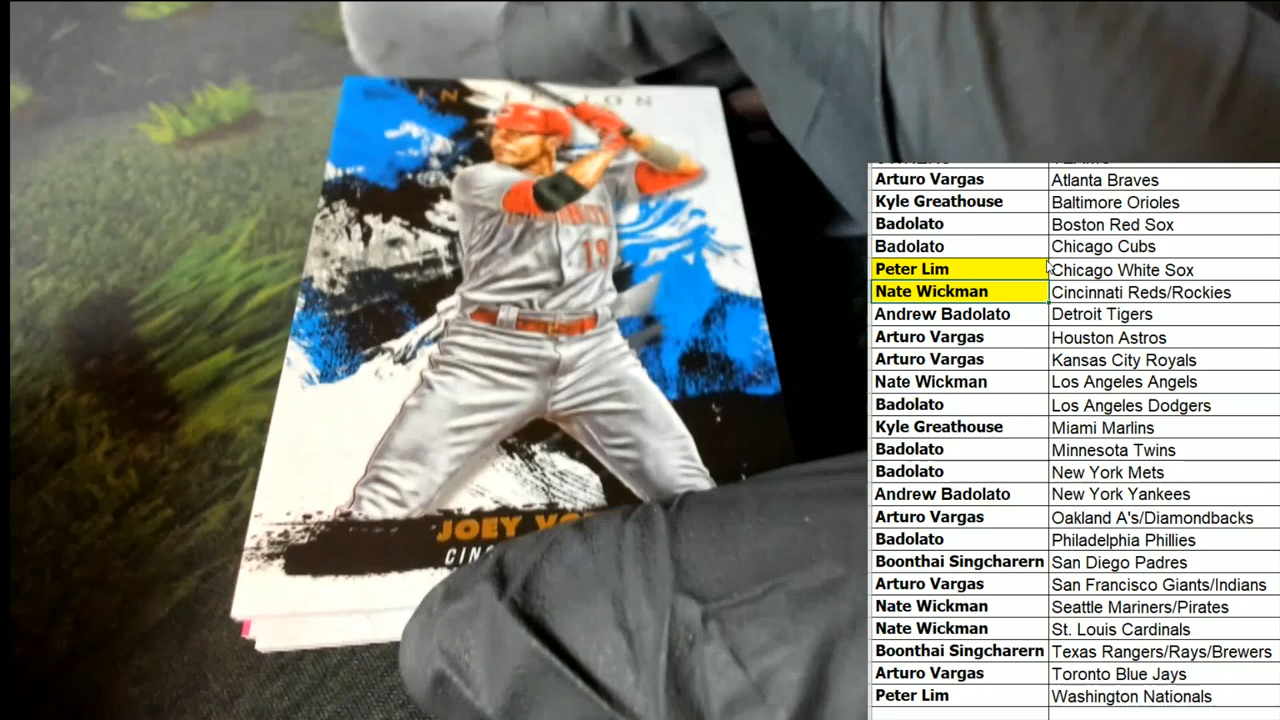 JOEY
19
Arturo Vargas Atlanta Braves
Kyle Greathouse Baltimore Orioles
Badolato Boston Red Sox
Badolato Chicago Cubs
Peter Lim Chicago White Sox
Nate Wickman Cincinnati Reds/Rockies
Andrew Badolato Detroit Tigers
Arturo Vargas Houston Astros
Arturo Vargas Kansas City Royals
Nate Wickman Los Angeles Angels
Badolato Los Angeles Dodgers
Kyle Greathouse Miami Marlins
Badolato Minnesota Twins
Badolato New York Mets
Andrew Badolato New York Yankees
Arturo Vargas Oakland A's/Diamondbacks
Badolato Philadelphia Phillies
Boonthai Singcharern San Diego Padres
Arturo Vargas San Francisco Giants/Indians
Nate Wickman Seattle Mariners/Pirates
Nate Wickman St. Louis Cardinals
Boonthai Singcharern Texas Rangers/Rays/Brewers
Arturo Vargas Toronto Blue Jays
Peter Lim Washington Nationals